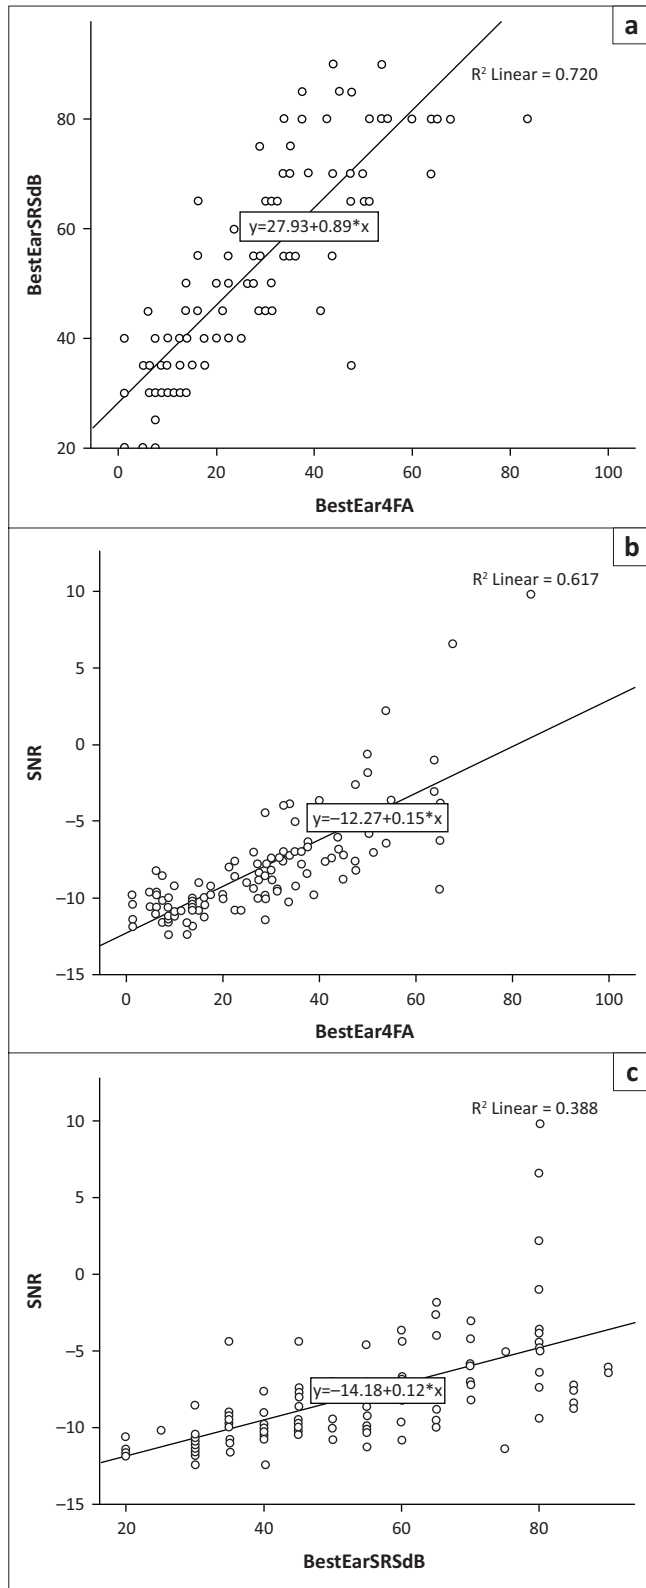 a
R² Linear = 0.720
80
60
40
20
BestEarSRSdB
y=27.93+0.89*x
0 20 40 60 80 100
BestEar4FA
b
R² Linear = 0.617
10
5
0
–5
–10
–15
SNR
y=–12.27+0.15*x
0 20 40 60 80 100
BestEar4FA
c
R² Linear = 0.388
10
5
0
–5
–10
–15
SNR
y=–14.18+0.12*x
20 40 60 80
BestEarSRSdB